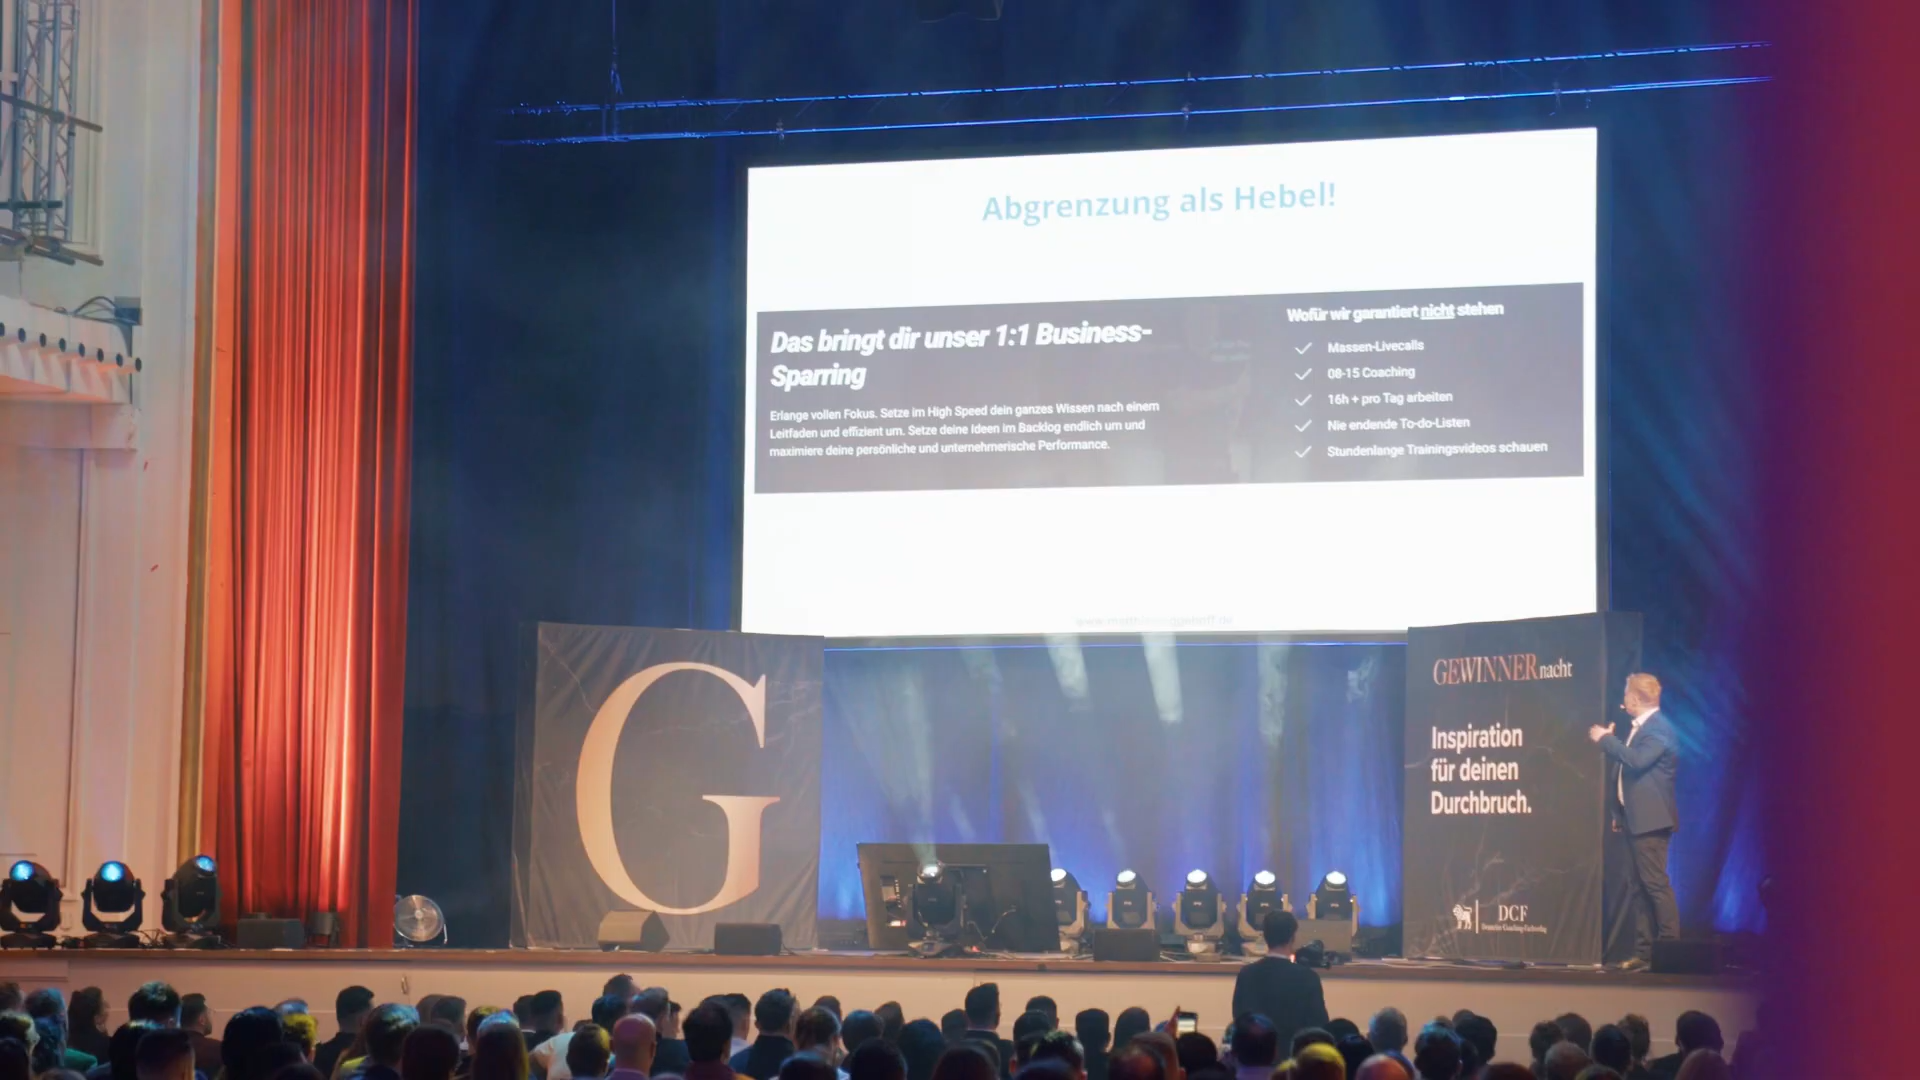 Abgrenzung als Hebel!
Das bringt dir unser 1:1 Business-
Sparring
Erlange vollen Fokus. Setze im High Speed dein ganzes Wissen nach einem
Leitfaden und effizient um. Setze deine Ideen im Backlog endlich um und
maximiere deine persönliche und unternehmerische Performance.
Wofür wir garantiert nicht stehen
Massen-Livecalls
08-15 Coaching
16h + pro Tag arbeiten
Nie endende To-do-Listen
Stundenlange Trainingsvideos schauen
G
GEWINNERnacht
Inspiration
für deinen
Durchbruch.
DCF